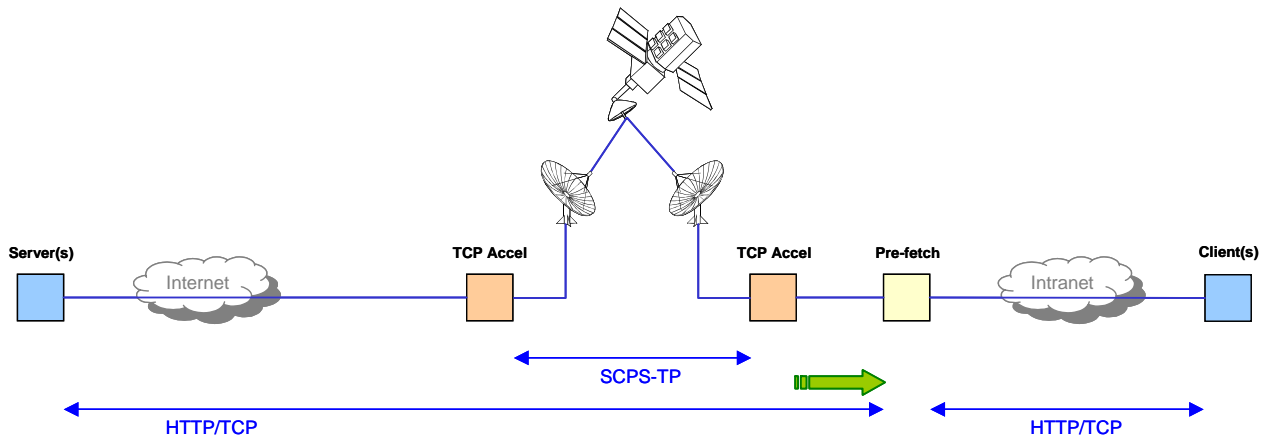 Server(s)
Internet
TCP Accel
TCP Accel
Pre-fetch
Intranet
Client(s)
SCPS-TP
HTTP/TCP
HTTP/TCP